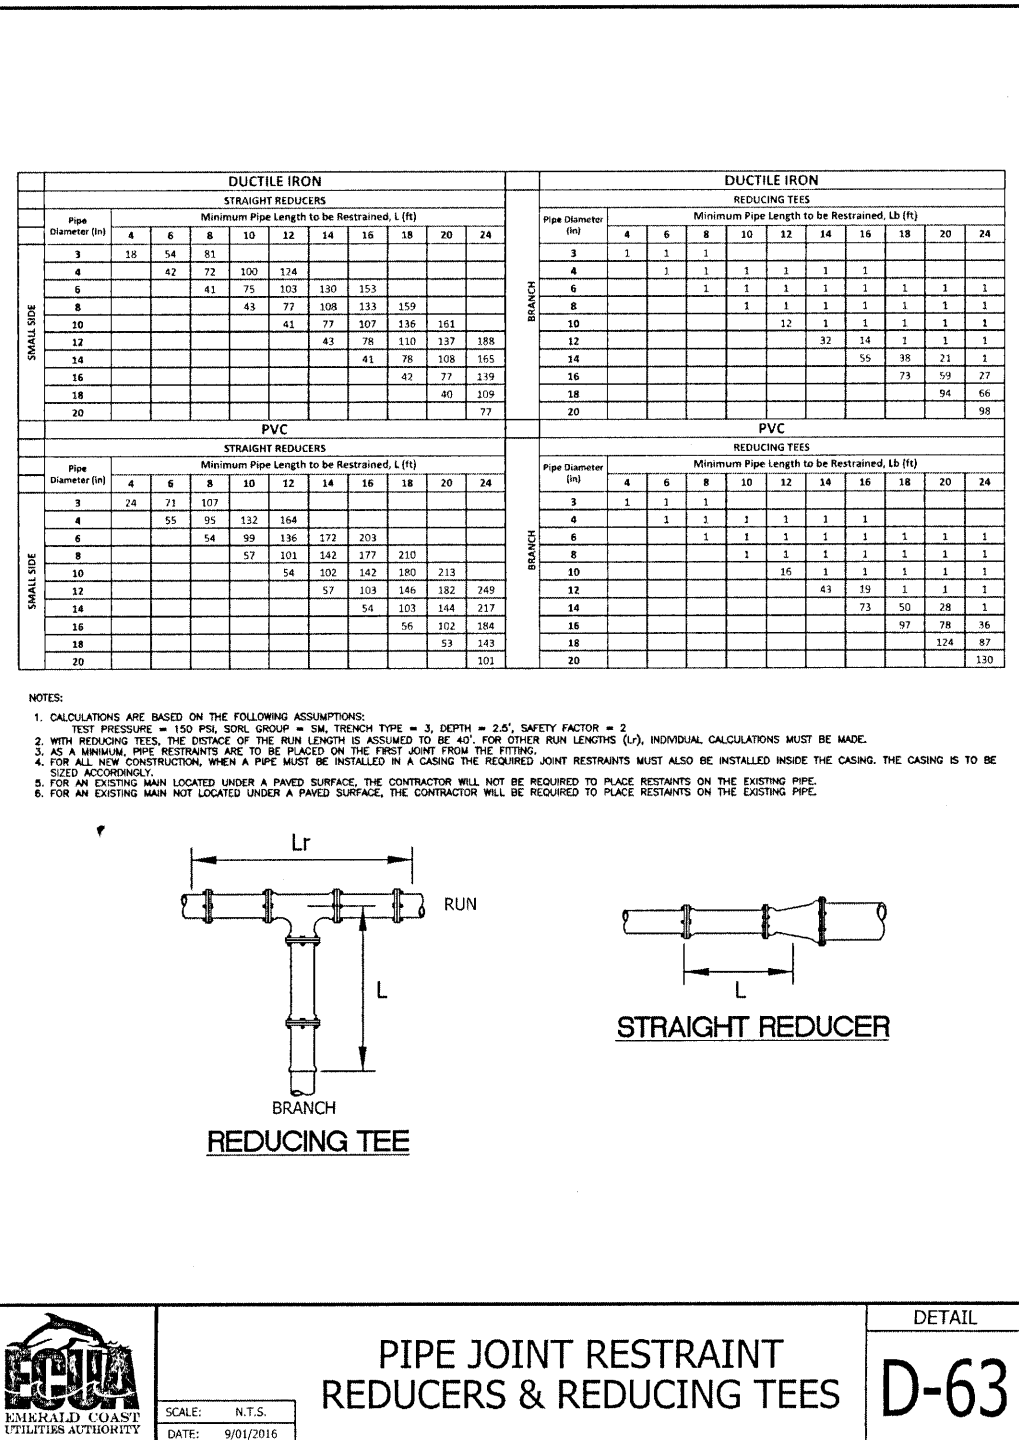 DUCTILE IRON
STRAIGHT REDUCERS
Pipe Diameter (in) Minimum Pipe Length to be Restrained, L (ft)
4 6 8 10 12 14 16 18 20 24
SMALL SIDE
3 18 54 81
4 42 72 100 124
6 41 75 103 130 153
8 43 77 108 133 159
10 41 77 107 136 161
12 43 78 110 137 188
14 41 78 108 165
16 42 77 139
18 40 109
20 77
DUCTILE IRON
REDUCING TEES
Pipe Diameter (in) Minimum Pipe Length to be Restrained, Lb (ft)
4 6 8 10 12 14 16 18 20 24
BRANCH
3 1 1 1
4 1 1 1 1 1 1
6 1 1 1 1 1 1 1 1
8 1 1 1 1 1 1 1
10 12 1 1 1 1 1
12 32 14 1 1 1
14 55 38 21 1
16 73 59 27
18 94 66
20 98
PVC
STRAIGHT REDUCERS
Pipe Diameter (in) Minimum Pipe Length to be Restrained, L (ft)
4 6 8 10 12 14 16 18 20 24
SMALL SIDE
3 24 71 107
4 55 95 132 164
6 54 99 136 172 203
8 57 101 142 177 210
10 54 102 142 180 213
12 57 103 146 182 249
14 54 103 144 217
16 56 102 184
18 53 143
20 101
PVC
REDUCING TEES
Pipe Diameter (in) Minimum Pipe Length to be Restrained, Lb (ft)
4 6 8 10 12 14 16 18 20 24
BRANCH
3 1 1 1
4 1 1 1 1 1 1
6 1 1 1 1 1 1 1 1
8 1 1 1 1 1 1 1
10 16 1 1 1 1 1
12 43 19 1 1 1
14 73 50 28 1
16 97 78 36
18 124 87
20 130
NOTES:
1. CALCULATIONS ARE BASED ON THE FOLLOWING ASSUMPTIONS:
TEST PRESSURE = 150 PSI, SORL GROUP = SM, TRENCH TYPE = 3, DEPTH = 2.5', SAFETY FACTOR = 2
2. WITH REDUCING TEES, THE DISTACE OF THE RUN LENGTH IS ASSUMED TO BE 40'. FOR OTHER RUN LENGTHS (Lr), INDIVIDUAL CALCULATIONS MUST BE MADE.
3. AS A MINIMUM, PIPE RESTRAINTS ARE TO BE PLACED ON THE FIRST JOINT FROM THE FITTING.
4. FOR ALL NEW CONSTRUCTION, WHEN A PIPE MUST BE INSTALLED IN A CASING THE REQUIRED JOINT RESTRAINTS MUST ALSO BE INSTALLED INSIDE THE CASING. THE CASING IS TO BE
SIZED ACCORDINGLY.
5. FOR AN EXISTING MAIN LOCATED UNDER A PAVED SURFACE, THE CONTRACTOR WILL NOT BE REQUIRED TO PLACE RESTAINTS ON THE EXISTING PIPE.
6. FOR AN EXISTING MAIN NOT LOCATED UNDER A PAVED SURFACE, THE CONTRACTOR WILL BE REQUIRED TO PLACE RESTAINTS ON THE EXISTING PIPE.
Lr
RUN
L
BRANCH
REDUCING TEE
L
STRAIGHT REDUCER
ECUA
EMERALD COAST
UTILITIES AUTHORITY
SCALE: N.T.S.
DATE: 9/01/2016
PIPE JOINT RESTRAINT
REDUCERS & REDUCING TEES
DETAIL
D-63